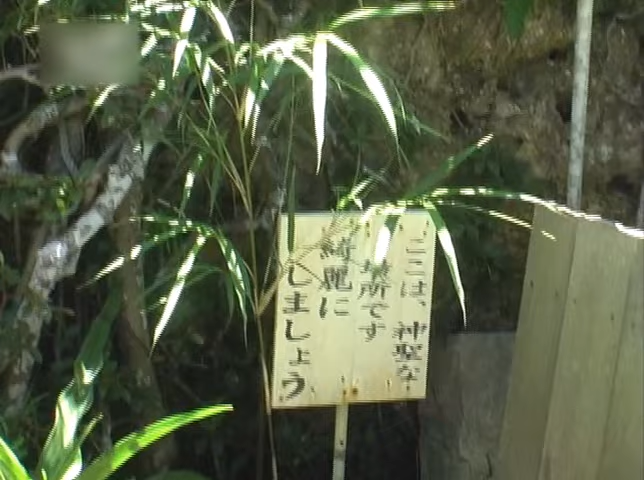 ここは、神聖な
場所です
綺麗に
しましょう